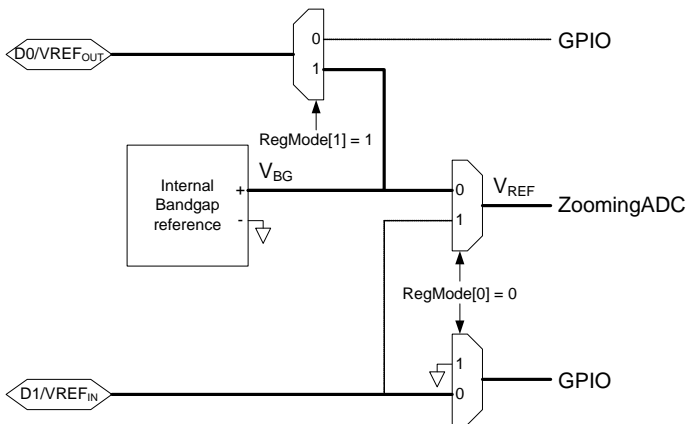 D0/VREFOUT
0
1
GPIO
RegMode[1] = 1
Internal
Bandgap
reference
+
-
VBG
0
1
VREF
ZoomingADC
RegMode[0] = 0
D1/VREFIN
1
0
GPIO